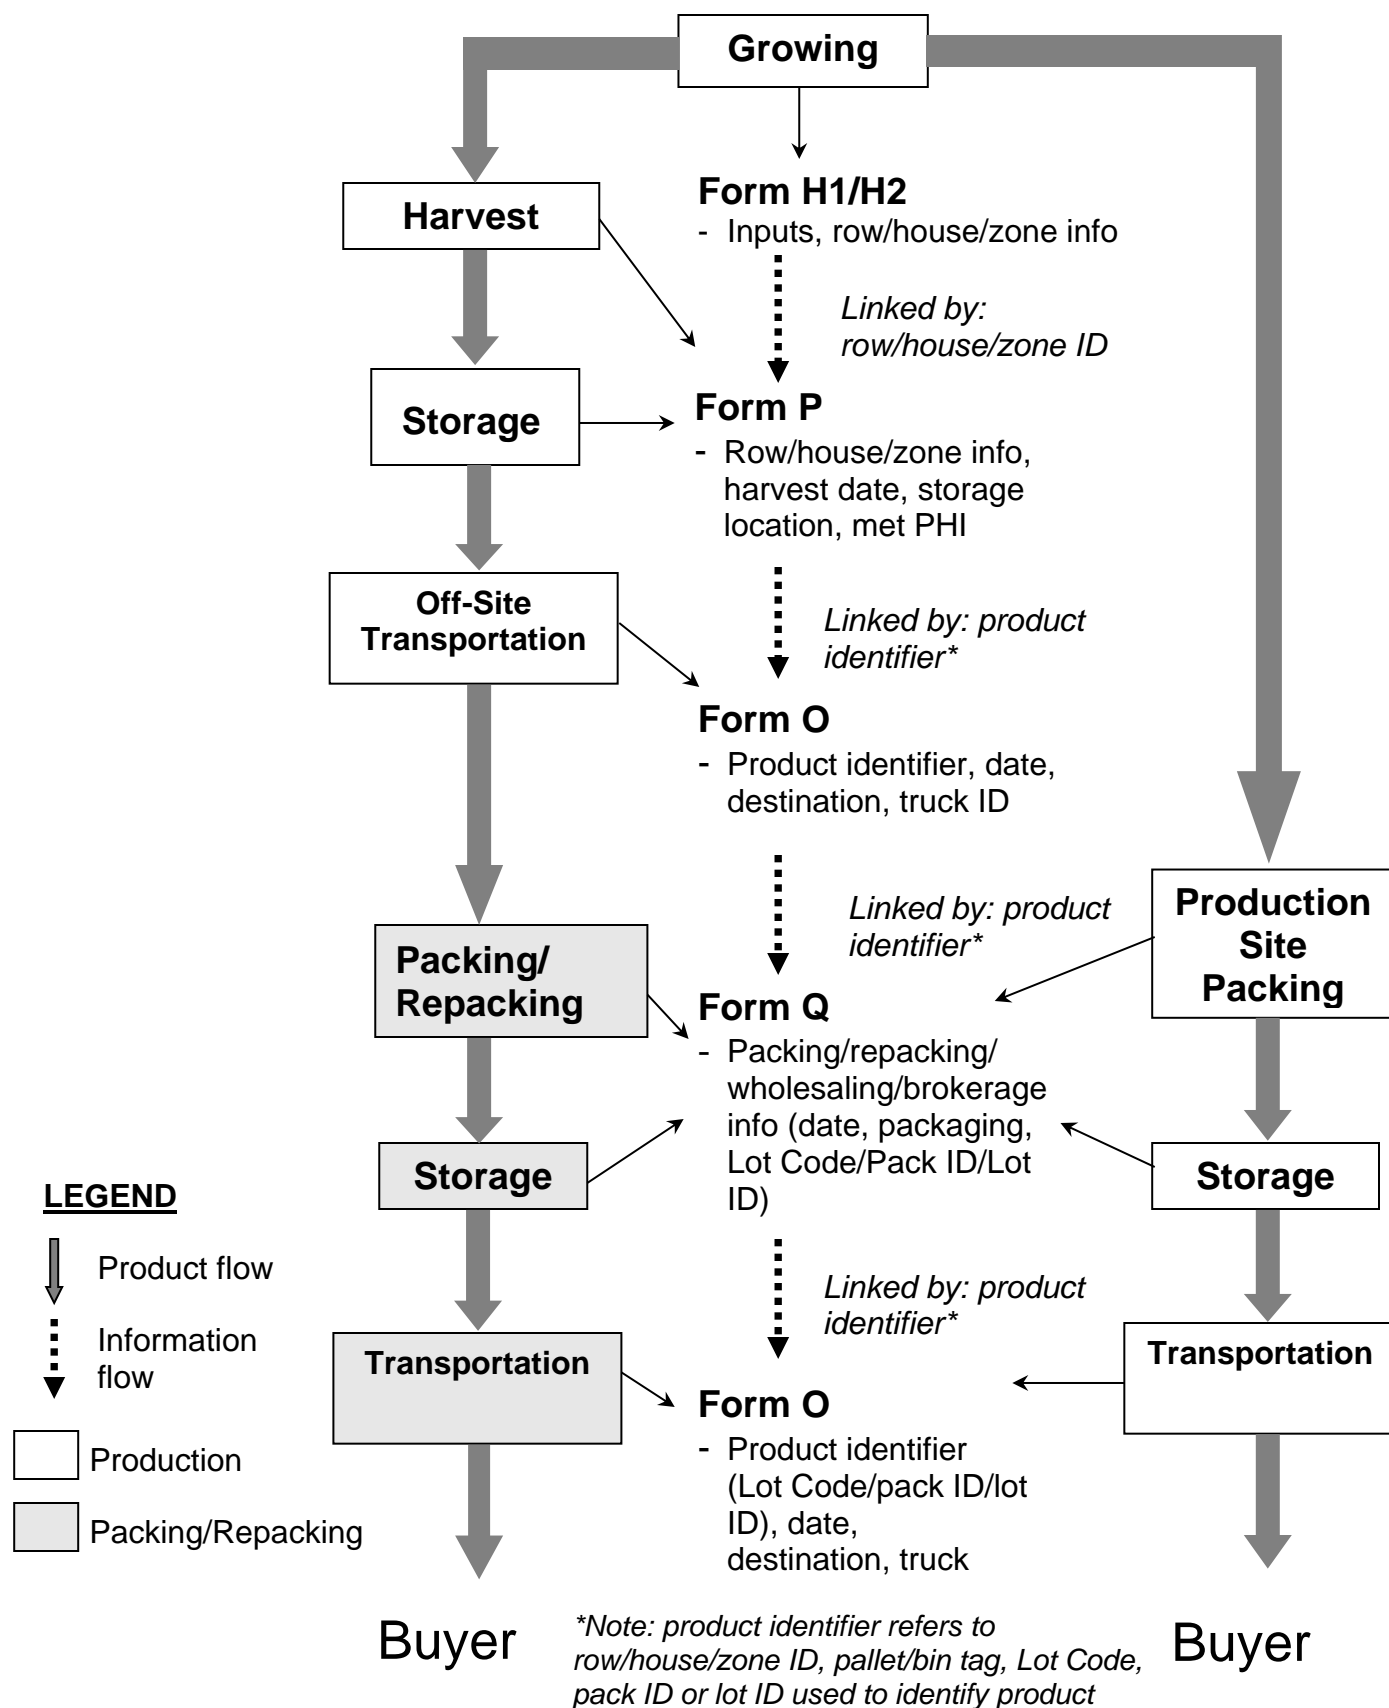 Growing
Form H1/H2
- Inputs, row/house/zone info
Harvest
Linked by:
row/house/zone ID
Storage
Form P
- Row/house/zone info,
harvest date, storage
location, met PHI
Off-Site
Transportation
Linked by: product
identifier*
Form O
- Product identifier, date,
destination, truck ID
Linked by: product
identifier*
Production
Site
Packing
Packing/
Repacking
Form Q
- Packing/repacking/
wholesaling/brokerage
info (date, packaging,
Lot Code/Pack ID/Lot
ID)
Storage
Storage
LEGEND
Product flow
Information
flow
Production
Packing/Repacking
Linked by: product
identifier*
Transportation
Transportation
Form O
- Product identifier
(Lot Code/pack ID/lot
ID), date,
destination, truck
Buyer
Buyer
*Note: product identifier refers to
row/house/zone ID, pallet/bin tag, Lot Code,
pack ID or lot ID used to identify product